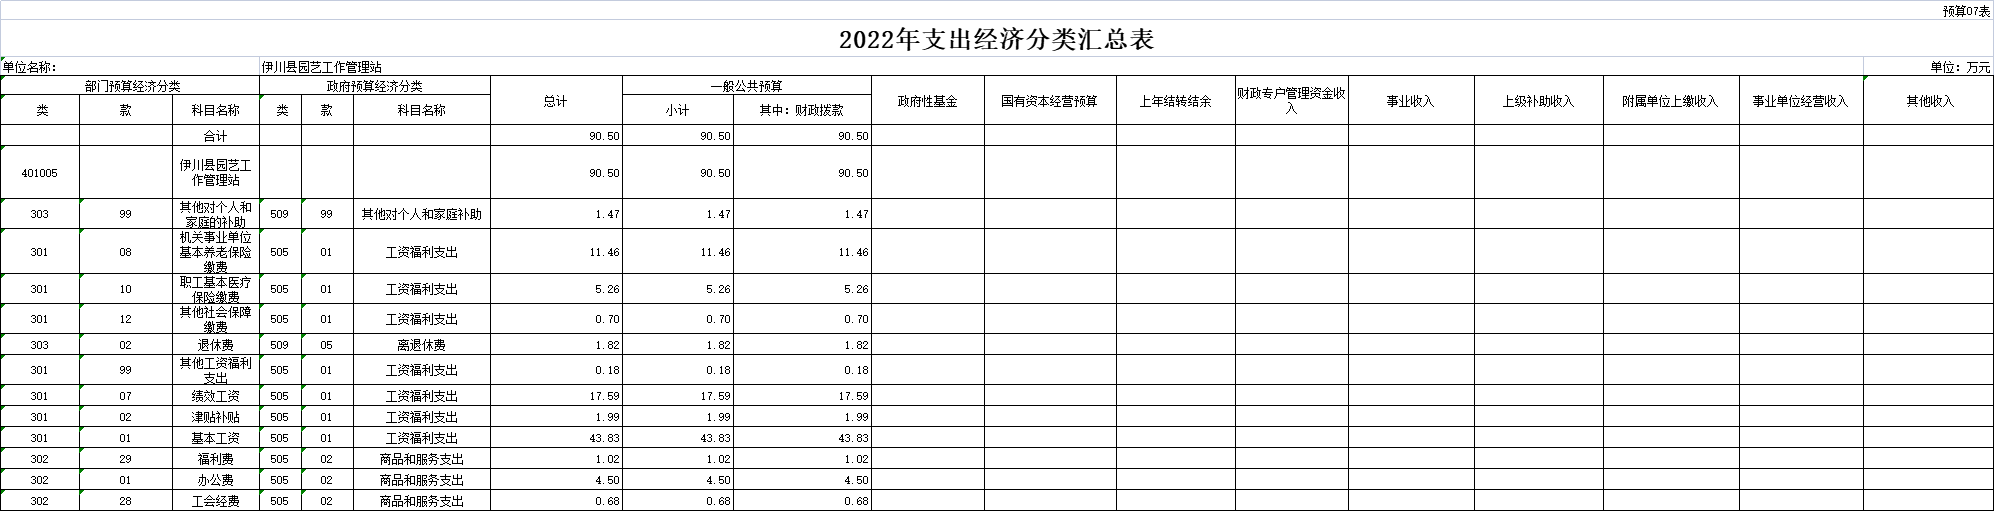 预算07表
2022年支出经济分类汇总表
单位名称： 伊川县园艺工作管理站 单位：万元
部门预算经济分类 政府预算经济分类 总计 一般公共预算 政府性基金 国有资本经营预算 上年结转结余 财政专户管理资金收入 事业收入 上级补助收入 附属单位上缴收入 事业单位经营收入 其他收入
类 款 科目名称 类 款 科目名称 小计 其中：财政拨款
合计 90.50 90.50 90.50
401005 伊川县园艺工作管理站 90.50 90.50 90.50
303 99 其他对个人和家庭的补助 509 99 其他对个人和家庭补助 1.47 1.47 1.47
301 08 机关事业单位基本养老保险缴费 505 01 工资福利支出 11.46 11.46 11.46
301 10 职工基本医疗保险缴费 505 01 工资福利支出 5.26 5.26 5.26
301 12 其他社会保障缴费 505 01 工资福利支出 0.70 0.70 0.70
303 02 退休费 509 05 离退休费 1.82 1.82 1.82
301 99 其他工资福利支出 505 01 工资福利支出 0.18 0.18 0.18
301 07 绩效工资 505 01 工资福利支出 17.59 17.59 17.59
301 02 津贴补贴 505 01 工资福利支出 1.99 1.99 1.99
301 01 基本工资 505 01 工资福利支出 43.83 43.83 43.83
302 29 福利费 505 02 商品和服务支出 1.02 1.02 1.02
302 01 办公费 505 02 商品和服务支出 4.50 4.50 4.50
302 28 工会经费 505 02 商品和服务支出 0.68 0.68 0.68